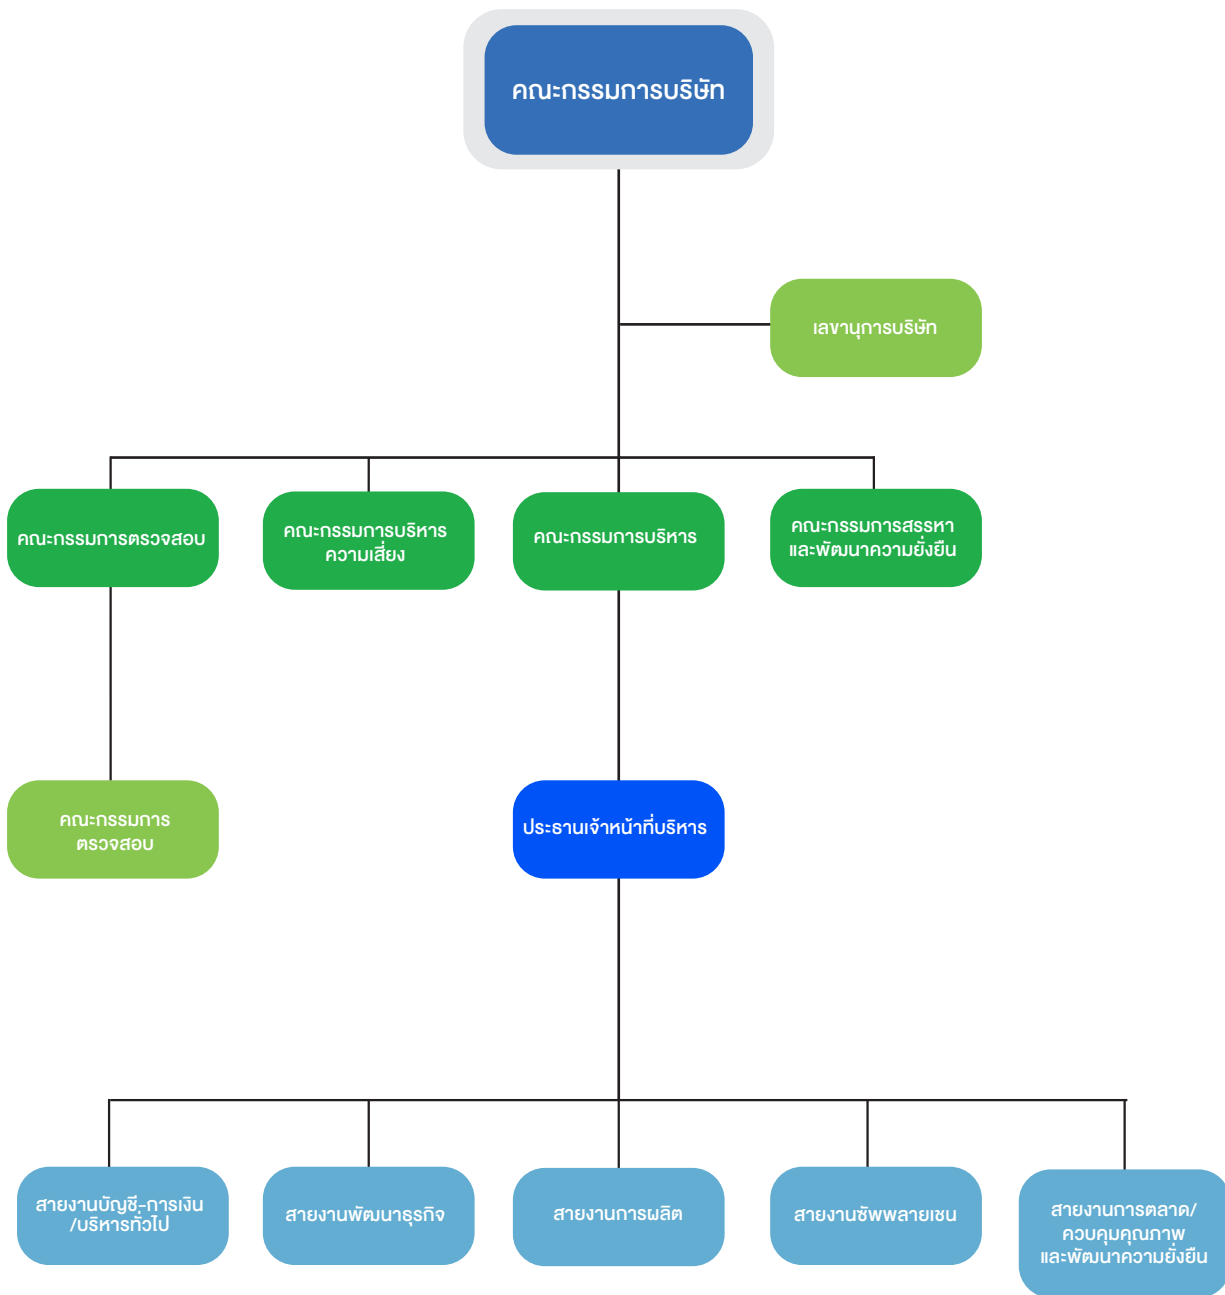 คณะกรรมการบริษัท
เลขานุการบริษัท
คณะกรรมการตรวจสอบ
คณะกรรมการบริหาร
ความเสี่ยง
คณะกรรมการบริหาร
คณะกรรมการสรรหา
และพัฒนาความยั่งยืน
คณะกรรมการ
ตรวจสอบ
ประธานเจ้าหน้าที่บริหาร
สายงานบัญชี-การเงิน
/บริหารทั่วไป
สายงานพัฒนาธุรกิจ
สายงานการผลิต
สายงานซัพพลายเชน
สายงานการตลาด/
ควบคุมคุณภาพ
และพัฒนาความยั่งยืน